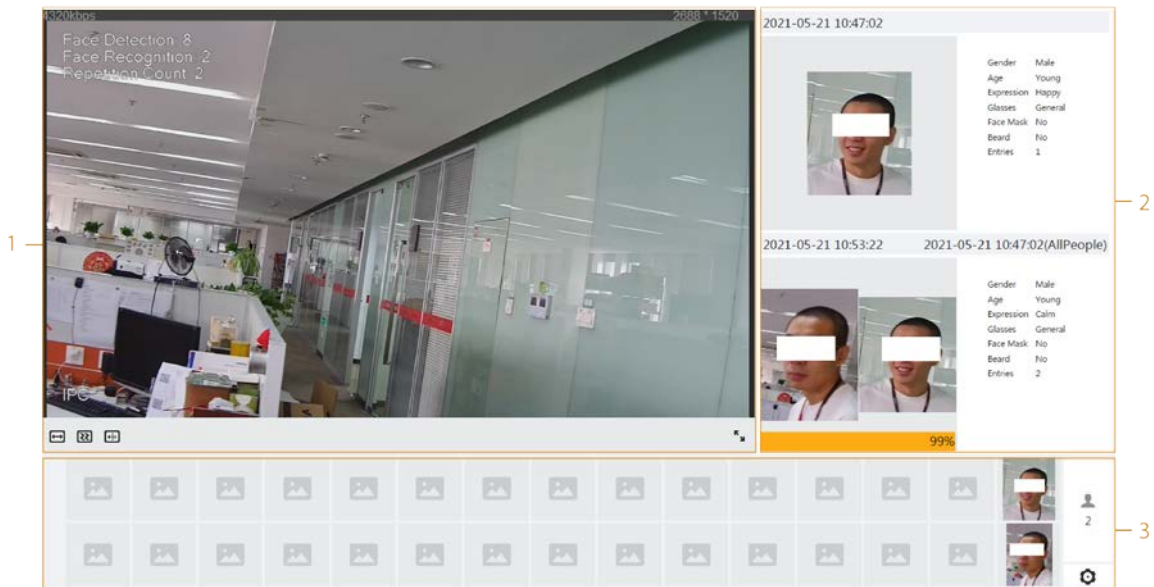 4320kbps
2688 * 1520
Face Detection 8
Face Recognition 2
Repetition Count 2
IPC
1
2021-05-21 10:47:02
Gender Male
Age Young
Expression Happy
Glasses General
Face Mask No
Beard No
Entries 1
2
2021-05-21 10:53:22 2021-05-21 10:47:02(AllPeople)
Gender Male
Age Young
Expression Calm
Glasses General
Face Mask No
Beard No
Entries 2
99%
2
3